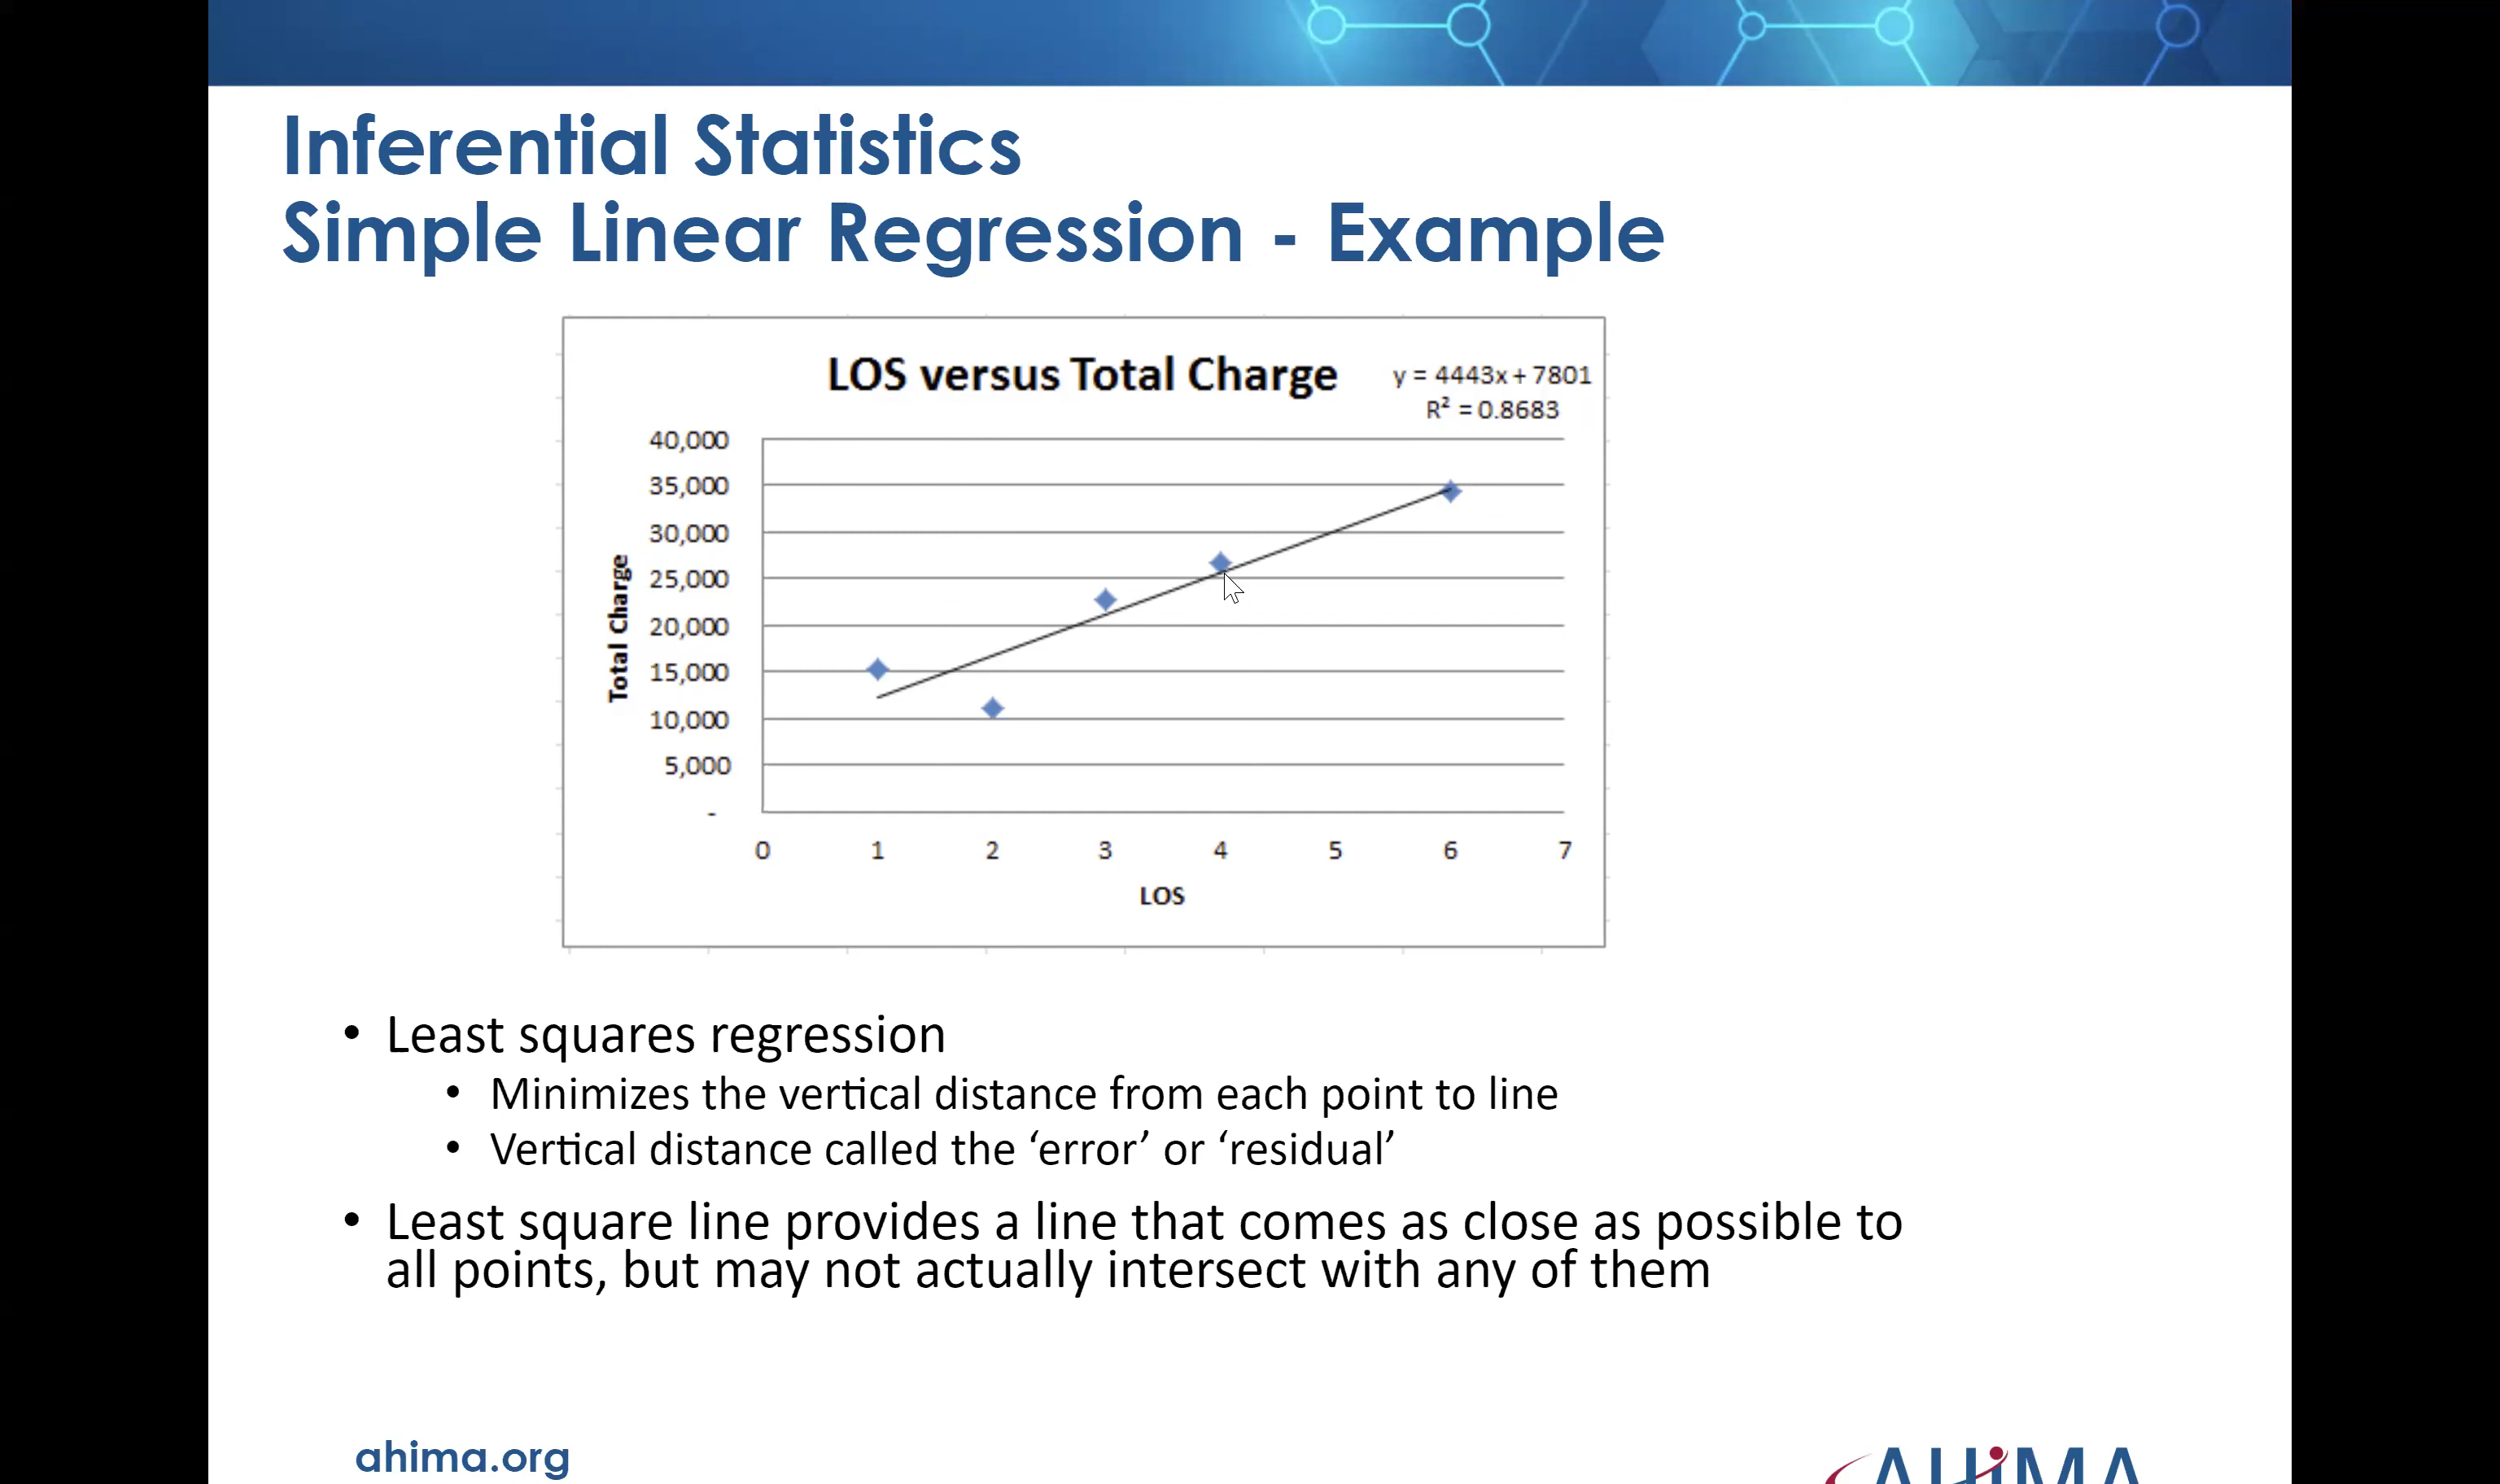 Inferential Statistics
Simple Linear Regression - Example
LOS versus Total Charge
y = 4443x + 7801
R² = 0.8683
40,000
35,000
30,000
25,000
20,000
15,000
10,000
5,000
-
Total Charge
0 1 2 3 4 5 6 7
LOS
• Least squares regression
• Minimizes the vertical distance from each point to line
• Vertical distance called the ‘error’ or ‘residual’
• Least square line provides a line that comes as close as possible to
all points, but may not actually intersect with any of them
ahima.org
AHiMA